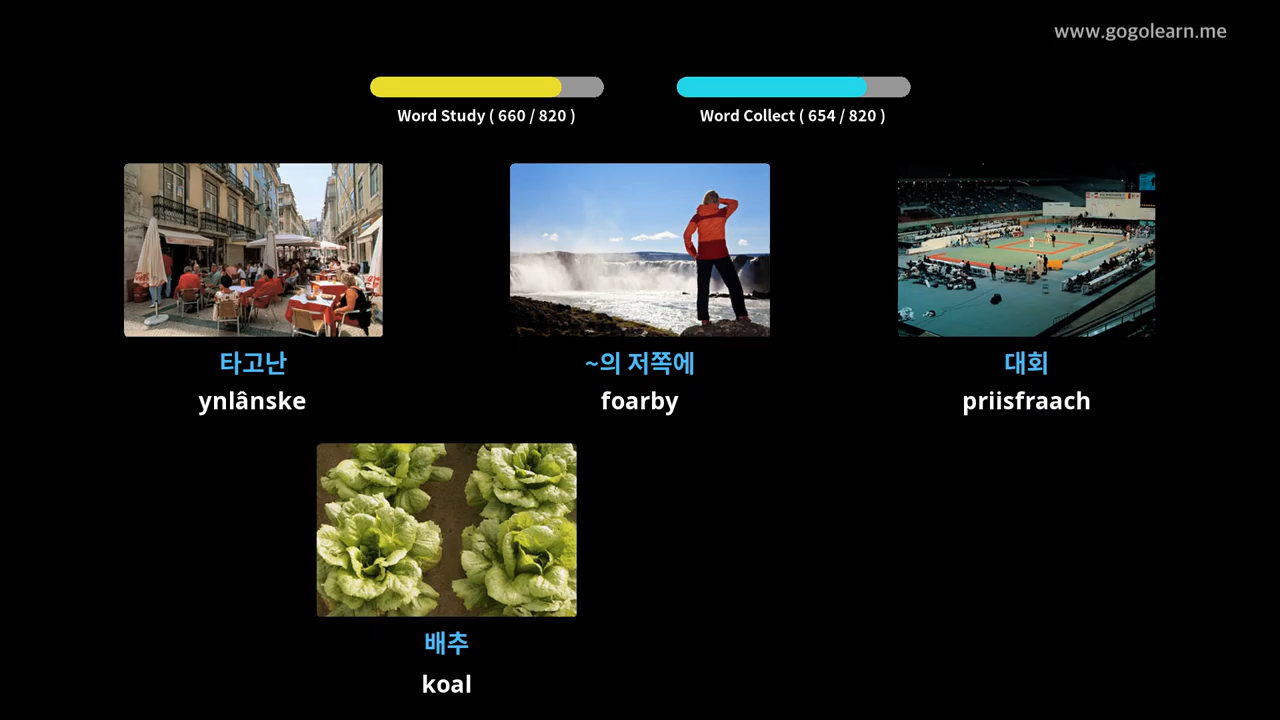 www.gogolearn.me
Word Study ( 660 / 820 )
Word Collect ( 654 / 820 )
타고난
ynlânske
~의 저쪽에
foarby
대회
priisfraach
배추
koal